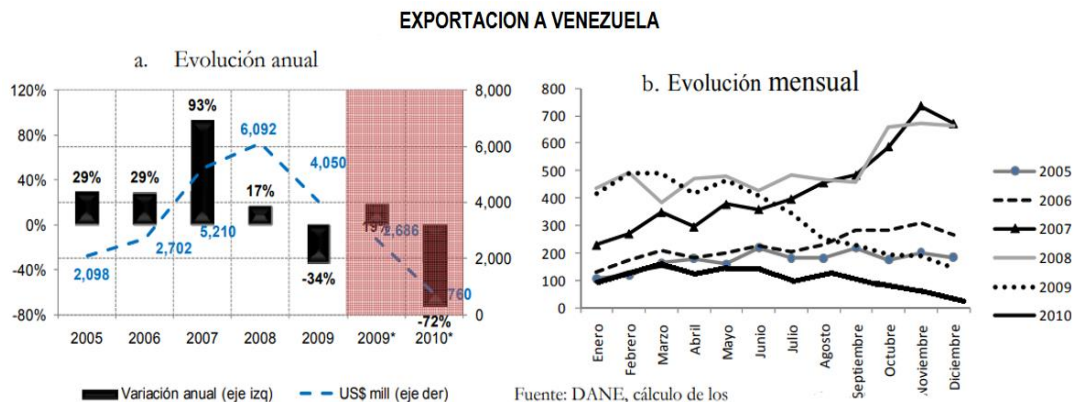 EXPORTACION A VENEZUELA
a. Evolución anual
120%
80%
40%
0%
-40%
-80%
29%
29%
93%
17%
-34%
19%
-72%
2,098
2,702
5,210
6,092
4,050
2,686
760
8,000
6,000
4,000
2,000
0
2005 2006 2007 2008 2009 2009* 2010*
Variación anual (eje izq) US$ mill (eje der)
b. Evolución mensual
800
700
600
500
400
300
200
100
0
Enero
Febrero
Marzo
Abril
Mayo
Junio
Julio
Agosto
Septiembre
Octubre
Noviembre
Diciembre
2005
2006
2007
2008
2009
2010
Fuente: DANE, cálculo de los